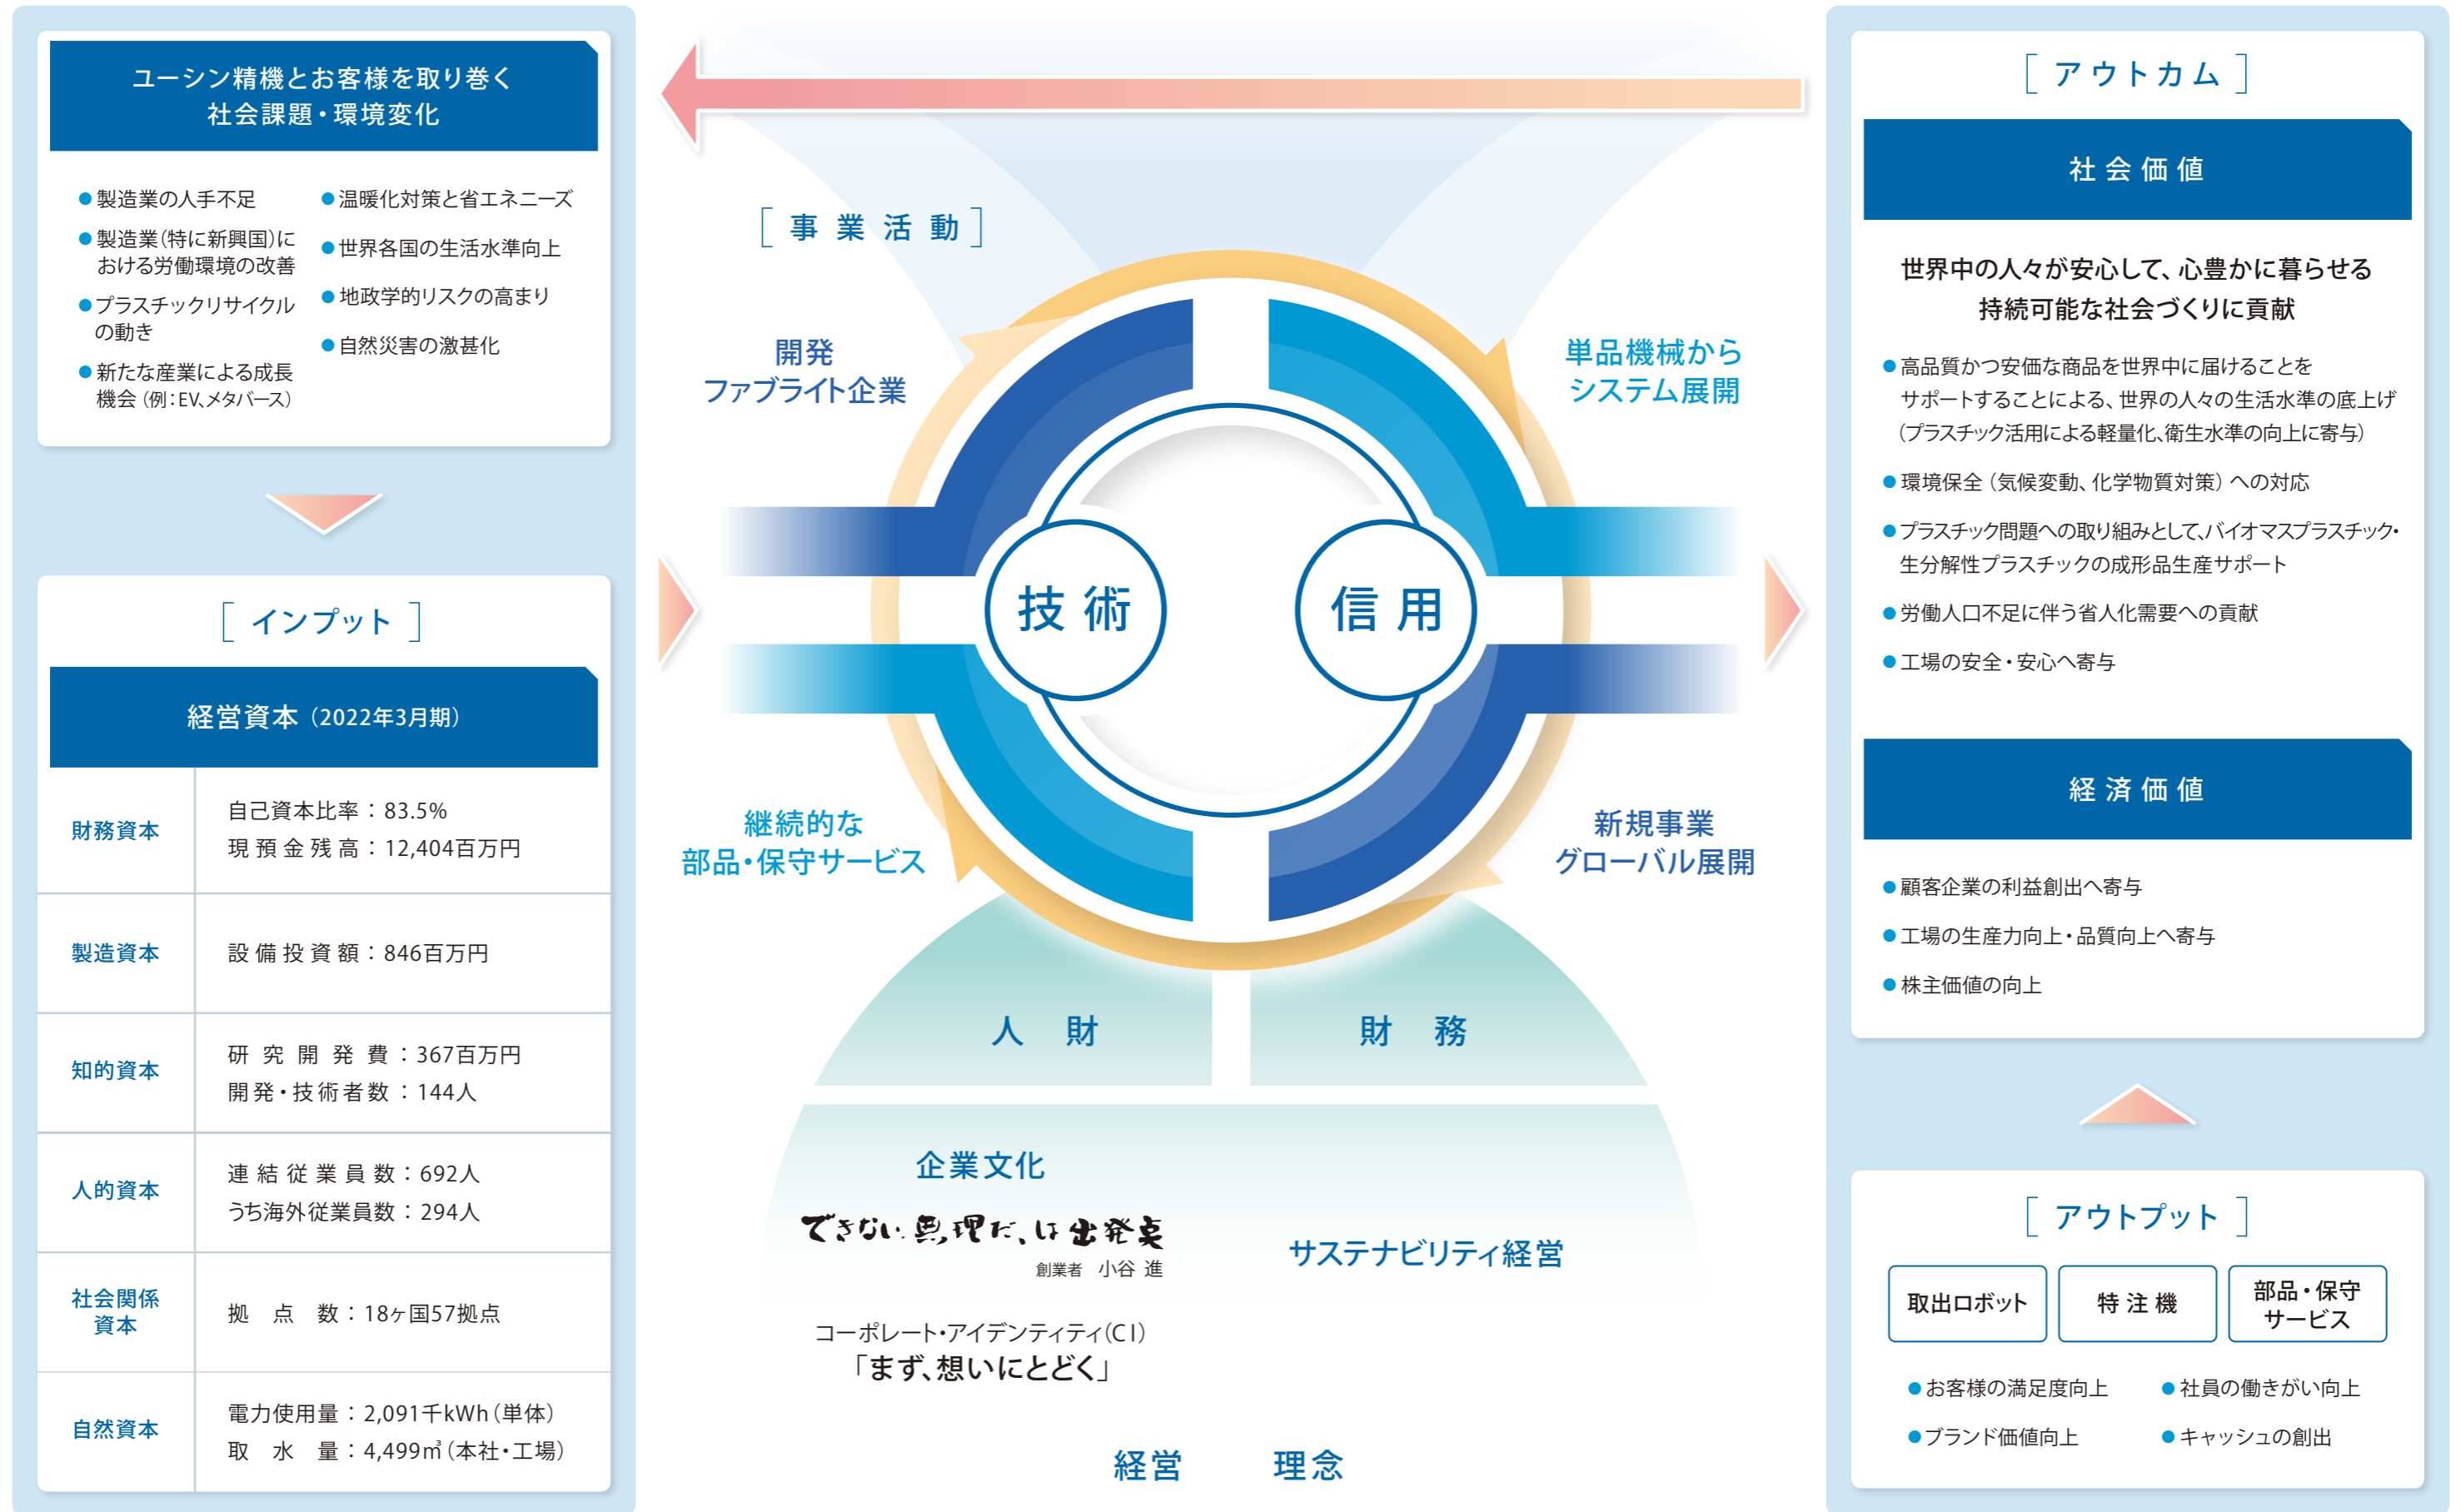 ユーシン精機とお客様を取り巻く
社会課題・環境変化
●製造業の人手不足
●製造業(特に新興国)に
おける労働環境の改善
●プラスチックリサイクル
の動き
●新たな産業による成長
機会(例:EV、メタバース)
●温暖化対策と省エネニーズ
●世界各国の生活水準向上
●地政学的リスクの高まり
●自然災害の激甚化
[インプット]
経営資本(2022年3月期)
財務資本
自己資本比率:83.5%
現預金残高:12,404百万円
製造資本
設備投資額:846百万円
知的資本
研究開発費:367百万円
開発・技術者数:144人
人的資本
連結従業員数:692人
うち海外従業員数:294人
社会関係
資本
拠点数:18ヶ国57拠点
自然資本
電力使用量:2,091千kWh(単体)
取水量:4,499㎥(本社・工場)
[事業活動]
開発
ファブライト企業
単品機械から
システム展開
技術
信用
継続的な
部品・保守サービス
新規事業
グローバル展開
人財
財務
企業文化
できない、無理だ、は出発点
創業者 小谷 進
コーポレート・アイデンティティ(CI)
「まず、想いにとどく」
サステナビリティ経営
経営 理念
[アウトカム]
社会価値
世界中の人々が安心して、心豊かに暮らせる
持続可能な社会づくりに貢献
●高品質かつ安価な商品を世界中に届けることを
サポートすることによる、世界の人々の生活水準の底上げ
(プラスチック活用による軽量化、衛生水準の向上に寄与)
●環境保全(気候変動、化学物質対策)への対応
●プラスチック問題への取り組みとして、バイオマスプラスチック・
生分解性プラスチックの成形品生産サポート
●労働人口不足に伴う省人化需要への貢献
●工場の安全・安心へ寄与
経済価値
●顧客企業の利益創出へ寄与
●工場の生産力向上・品質向上へ寄与
●株主価値の向上
[アウトプット]
取出ロボット
特注機
部品・保守
サービス
●お客様の満足度向上
●社員の働きがい向上
●ブランド価値向上
●キャッシュの創出